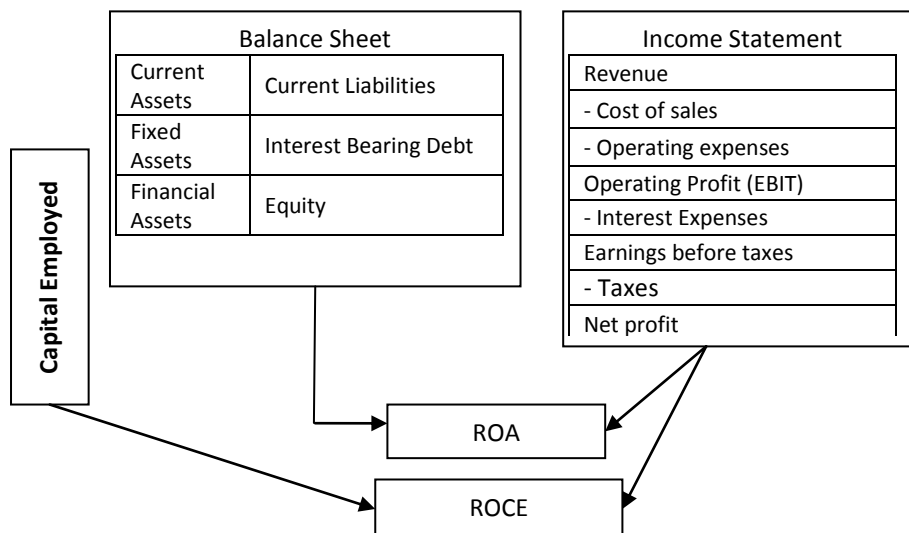 Balance Sheet
Current
Assets
Current Liabilities
Fixed
Assets
Interest Bearing Debt
Financial
Assets
Equity
Income Statement
Revenue
- Cost of sales
- Operating expenses
Operating Profit (EBIT)
- Interest Expenses
Earnings before taxes
- Taxes
Net profit
Capital Employed
ROA
ROCE